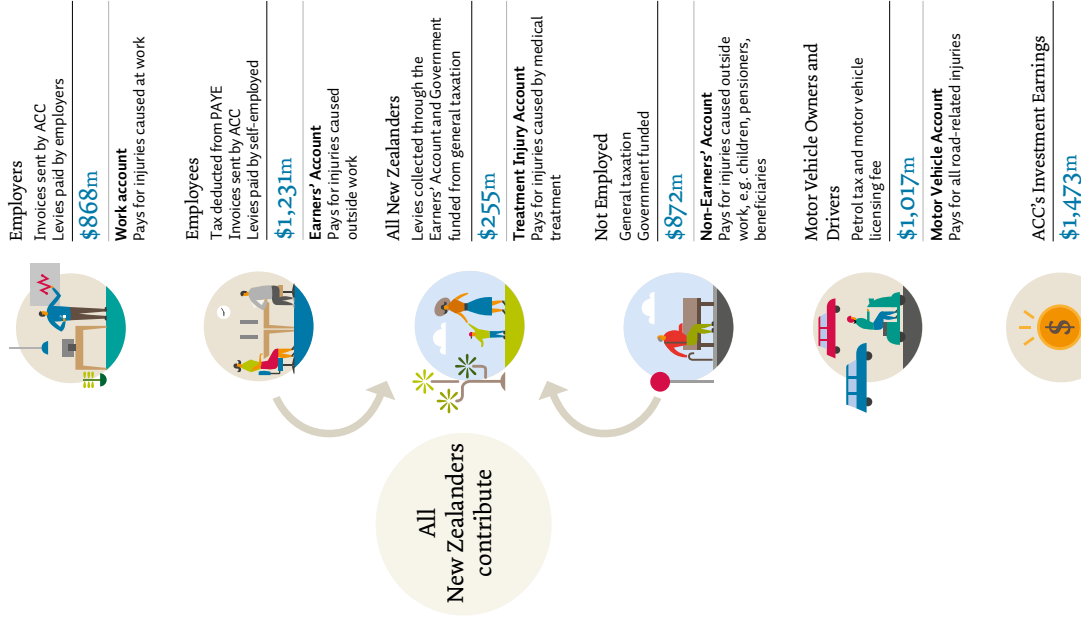 All
New Zealanders
contribute
Employers
Invoices sent by ACC
Levies paid by employers
$868m
Work account
Pays for injuries caused at work
Employees
Tax deducted from PAYE
Invoices sent by ACC
Levies paid by self-employed
$1,231m
Earners' Account
Pays for injuries caused
outside work
All New Zealanders
Levies collected through the
Earners' Account and Government
funded from general taxation
$255m
Treatment Injury Account
Pays for injuries caused by medical
treatment
Not Employed
General taxation
Government funded
$872m
Non-Earners' Account
Pays for injuries caused outside
work, e.g. children, pensioners,
beneficiaries
Motor Vehicle Owners and
Drivers
Petrol tax and motor vehicle
licensing fee
$1,017m
Motor Vehicle Account
Pays for all road-related injuries
ACC's Investment Earnings
$1,473m
$